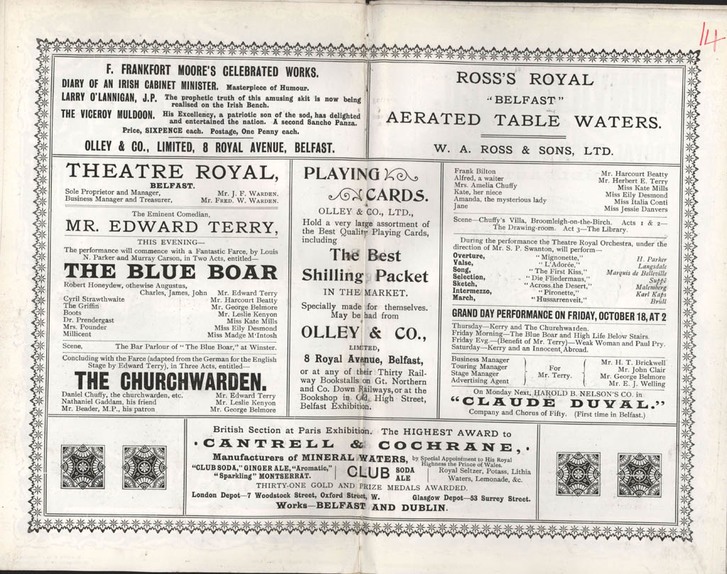 14
F. FRANKFORT MOORE'S CELEBRATED WORKS.
DIARY OF AN IRISH CABINET MINISTER. Masterpiece of Humour.
LARRY O'LANNIGAN, J.P. The prophetic truth of this amusing skit is now being
realised on the Irish Bench.
THE VICEROY MULDOON. His Excellency, a patriotic son of the sod, has delighted
and entertained the nation. A second Sancho Panza.
Price, SIXPENCE each. Postage, One Penny each.
OLLEY & CO., LIMITED, 8 ROYAL AVENUE, BELFAST.
ROSS'S ROYAL
"BELFAST"
AERATED TABLE WATERS.
W. A. ROSS & SONS, LTD.
THEATRE ROYAL,
BELFAST.
Sole Proprietor and Manager, Mr. J. F. WARDEN.
Business Manager and Treasurer, Mr. FRED. W. WARDEN.
The Eminent Comedian,
MR. EDWARD TERRY,
THIS EVENING—
The performance will commence with a Fantastic Farce, by Louis
N. Parker and Murray Carson, in Two Acts, entitled—
THE BLUE BOAR
Robert Honeydew, otherwise Augustus,
Charles, James, John Mr. Edward Terry
Cyril Strawthwaite Mr. Harcourt Beatty
The Griffin Mr. George Belmore
Boots Mr. Leslie Kenyon
Dr. Prendergast Miss Kate Mills
Mrs. Pounder Miss Eily Desmond
Millicent Miss Madge M'Intosh
Scene, The Bar Parlour of "The Blue Boar," at Winster.
Concluding with the Farce (adapted from the German for the English
Stage by Edward Terry), in Three Acts, entitled—
THE CHURCHWARDEN.
Daniel Chuffy, the churchwarden, etc. Mr. Edward Terry
Nathaniel Gaddam, his friend Mr. Leslie Kenyon
Mr. Bearder, M.P., his patron Mr. George Belmore
PLAYING
CARDS.
OLLEY & CO., LTD.,
Hold a very large assortment of
the Best Quality Playing Cards,
including
The Best
Shilling Packet
IN THE MARKET.
Specially made for themselves.
May be had from
OLLEY & CO.,
LIMITED,
8 Royal Avenue, Belfast,
or at any of their Thirty Rail-
way Bookstalls on Gt. Northern
and Co. Down Railways, or at the
Bookshop in Old, High Street,
Belfast Exhibition.
Frank Bilton Mr. Harcourt Beatty
Alfred, a waiter Mr. Herbert E. Terry
Mrs. Amelia Chuffy Miss Kate Mills
Kate, her niece Miss Eily Desmond
Amanda, the mysterious lady Miss Italia Conti
Jane Miss Jessie Danvers
Scene—Chuffy's Villa, Broomleigh-on-the-Birch. Acts 1 & 2—
The Drawing-room. Act 3—The Library.
During the performance the Theatre Royal Orchestra, under the
direction of Mr. S. P. Swanton, will perform—
Overture, "Mignonette," H. Parker
Valse, "L'Adorée," Langsdale
Song, "The First Kiss," Marquis de Belleville
Selection, "Die Fliedermaus," Suppé
Sketch, "Across the Desert," Malemberg
Intermezzo, "Pironette," Karl Kaps
March, "Hussarrenveit," Heidl
GRAND DAY PERFORMANCE ON FRIDAY, OCTOBER 18, AT 2
Thursday—Kerry and The Churchwarden.
Friday Morning—The Blue Boar and High Life Below Stairs.
Friday Evg.—(Benefit of Mr. Terry)—Weak Woman and Paul Pry.
Saturday—Kerry and an Innocent Abroad.
Business Manager Mr. H. T. Brickwell
Touring Manager For Mr. John Clair
Stage Manager Mr. Terry. Mr. George Belmore
Advertising Agent Mr. E. J. Welling
On Monday Next, HAROLD B. NELSON'S CO. in
"CLAUDE DUVAL."
Company and Chorus of Fifty. (First time in Belfast.)
British Section at Paris Exhibition. The HIGHEST AWARD to
CANTRELL & COCHRANE,
Manufacturers of MINERAL WATERS, by Special Appointment to His Royal
Highness the Prince of Wales.
"CLUB SODA," "GINGER ALE," "Aromatic," CLUB SODA Royal Seltzer, Potass, Lithia
"Sparkling" MONTSERRAT. ALE Waters, Lemonade, &c.
THIRTY-ONE GOLD AND PRIZE MEDALS AWARDED.
London Depot—7 Woodstock Street, Oxford Street, W. Glasgow Depot—53 Surrey Street.
Works—BELFAST AND DUBLIN.